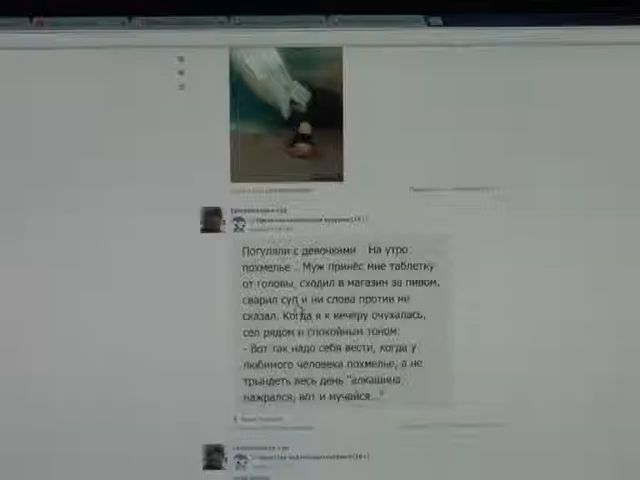 Погуляли с девочками На утро
похмелье... Муж принёс мне таблетку
от головы, сходил в магазин за пивом,
сварил суп и ни слова против не
сказал. Когда я к вечеру очухалась,
сел рядом и спокойным тоном:
- Вот так надо себя вести, когда у
любимого человека похмелье, а не
трындеть весь день "алкашина
нажрался, вот и мучайся..."